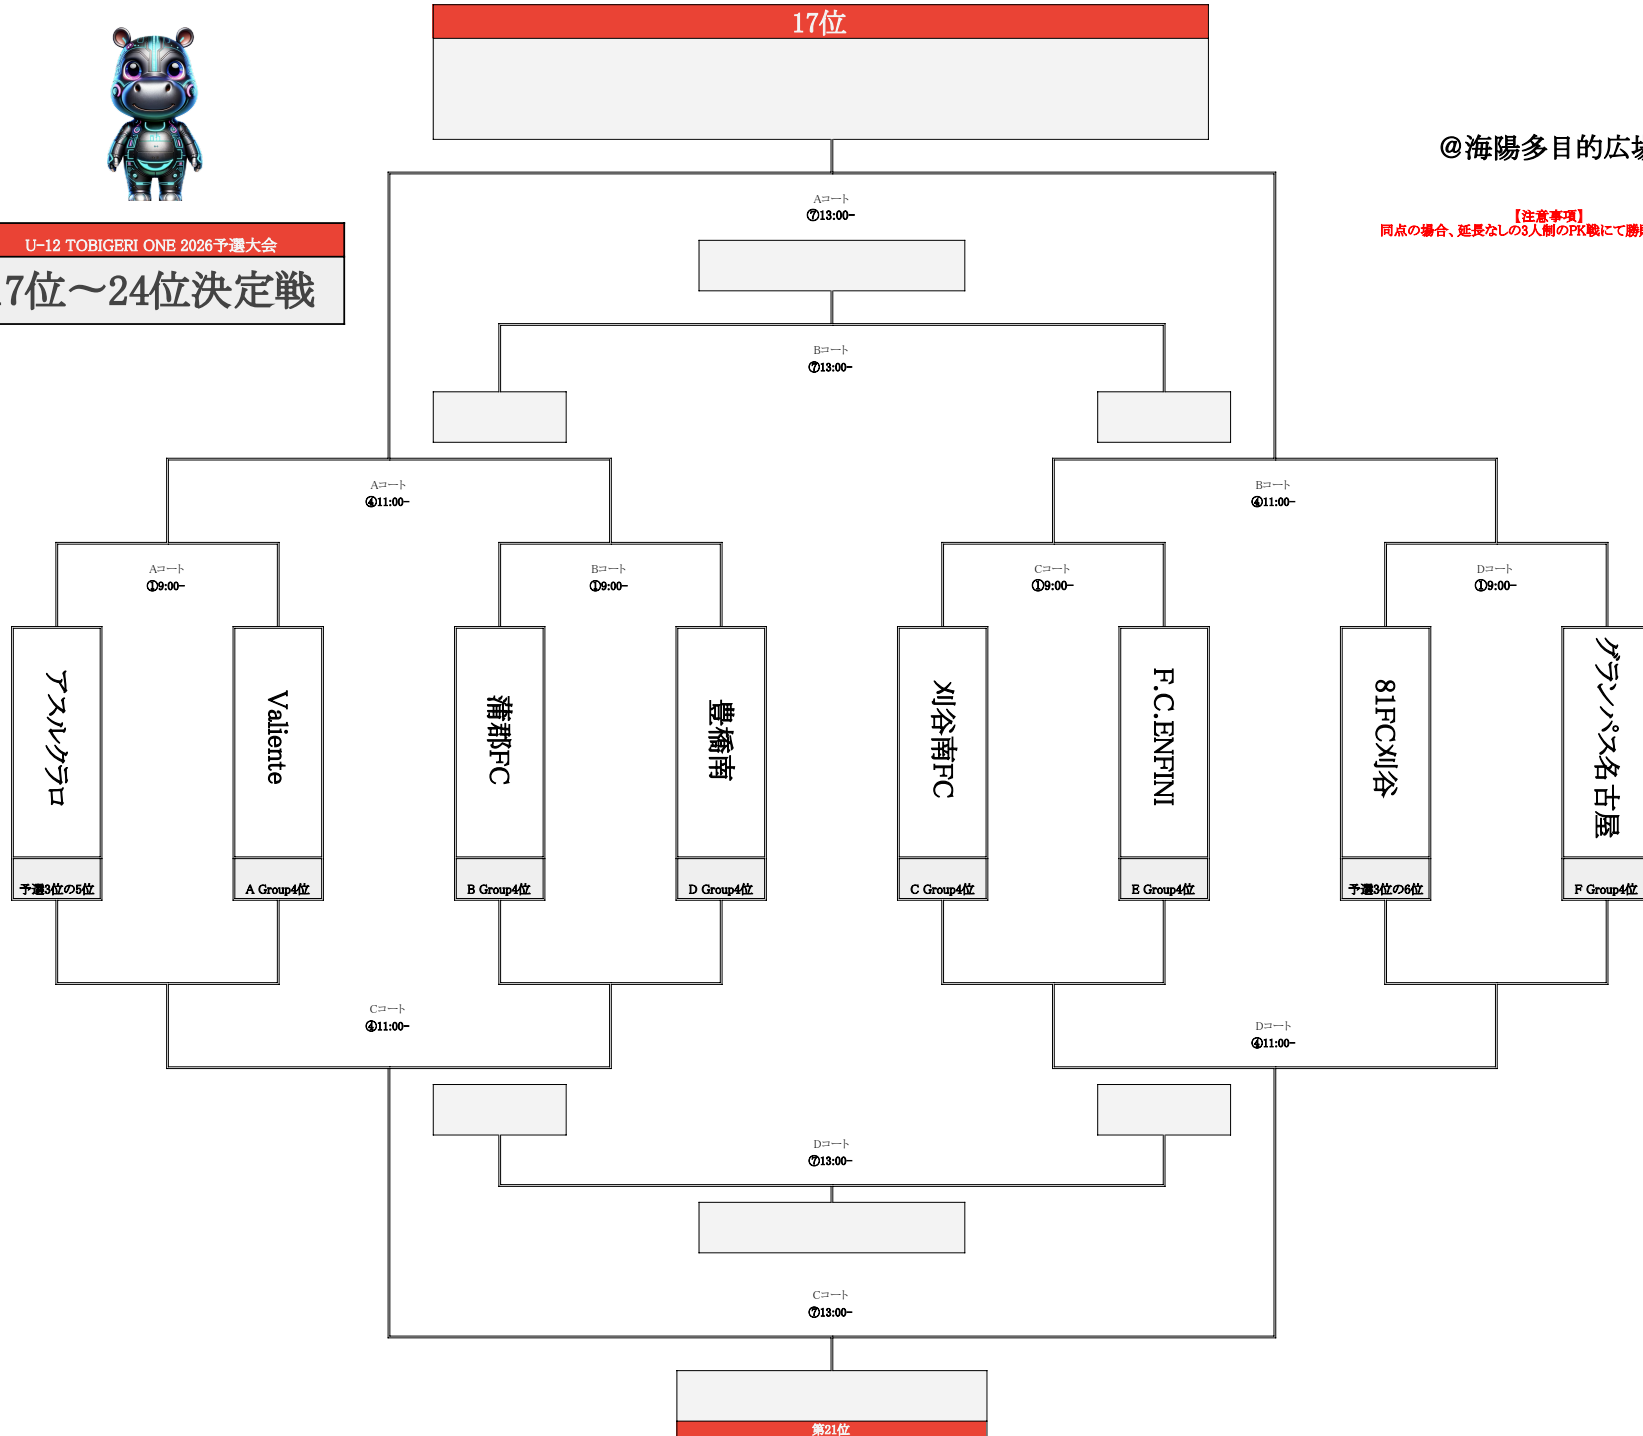 17位
@海陽多目的広場
Aコート
⑦13:00-
【注意事項】
同点の場合、延長なしの3人制のPK戦にて勝
U-12 TOBIGERI ONE 2026予選大会
7位～24位決定戦
Bコート
⑦13:00-
Aコート
④11:00-
Bコート
④11:00-
Aコート
①9:00-
Bコート
①9:00-
Cコート
①9:00-
Dコート
①9:00-
アスルクラロ
Valiente
蒲郡FC
豊橋南
刈谷南FC
F.C.ENFINI
81FC刈谷
グランパス名古屋
予選3位の5位
A Group4位
B Group4位
D Group4位
C Group4位
E Group4位
予選3位の6位
F Group4位
Cコート
④11:00-
Dコート
④11:00-
Dコート
⑦13:00-
Cコート
⑦13:00-
第21位